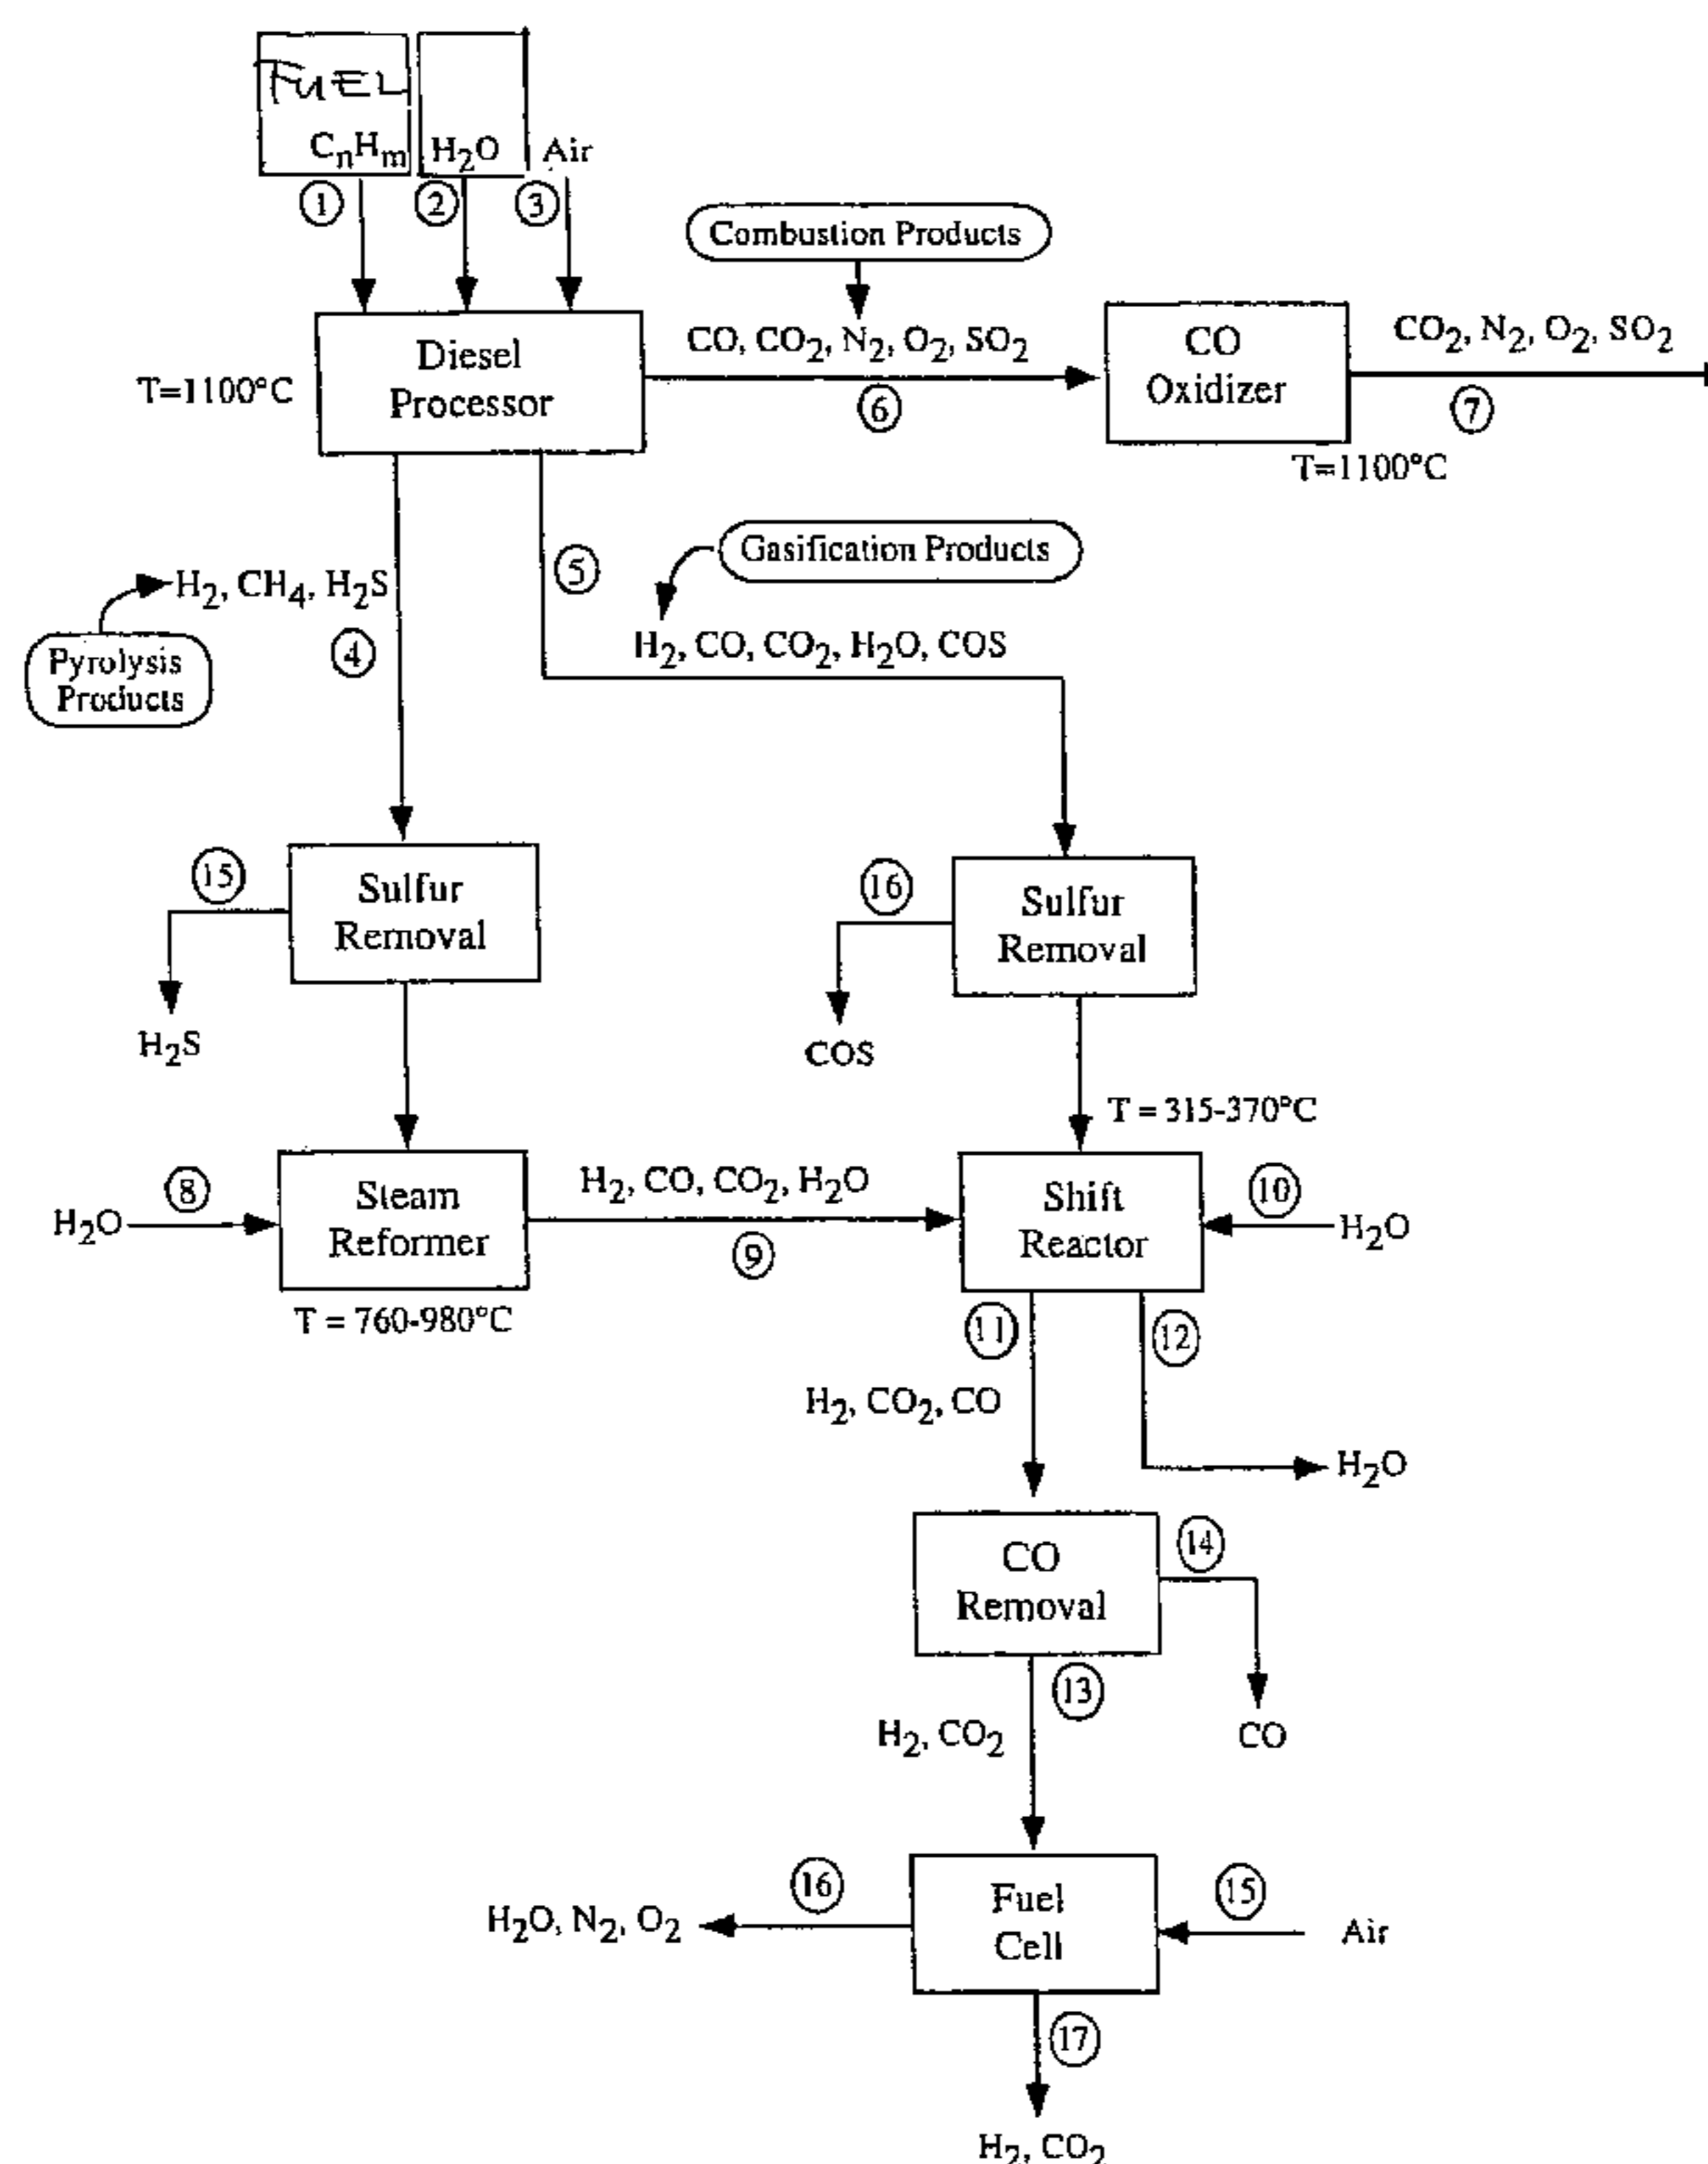 FUEL
CₙHₘ
H₂O
Air
1
2
3
Combustion Products
Diesel
Processor
T=1100°C
CO, CO₂, N₂, O₂, SO₂
6
CO
Oxidizer
T=1100°C
CO₂, N₂, O₂, SO₂
7
Gasification Products
5
H₂, CO, CO₂, H₂O, COS
H₂, CH₄, H₂S
4
Pyrolysis
Products
15
Sulfur
Removal
H₂S
16
Sulfur
Removal
COS
T = 315-370°C
8
H₂O
Steam
Reformer
T = 760-980°C
H₂, CO, CO₂, H₂O
9
Shift
Reactor
10
H₂O
11
12
H₂, CO₂, CO
H₂O
CO
Removal
14
CO
13
H₂, CO₂
Fuel
Cell
16
H₂O, N₂, O₂
15
Air
17
H₂, CO₂